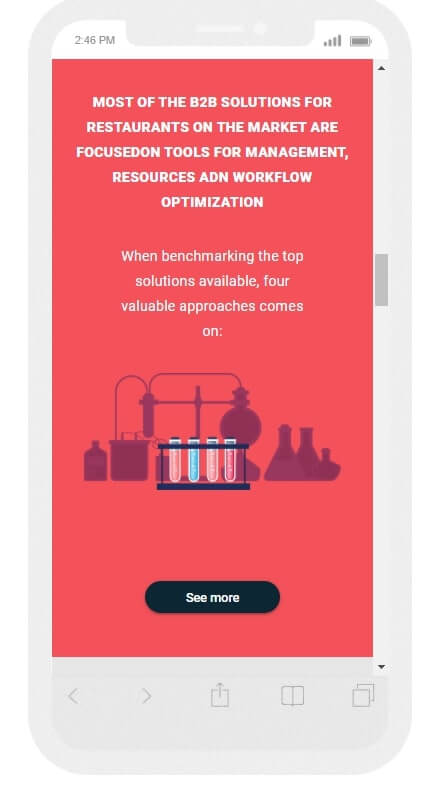 2:46 PM
MOST OF THE B2B SOLUTIONS FOR
RESTAURANTS ON THE MARKET ARE
FOCUSEDON TOOLS FOR MANAGEMENT,
RESOURCES ADN WORKFLOW
OPTIMIZATION
When benchmarking the top
solutions available, four
valuable approaches comes
on:
See more